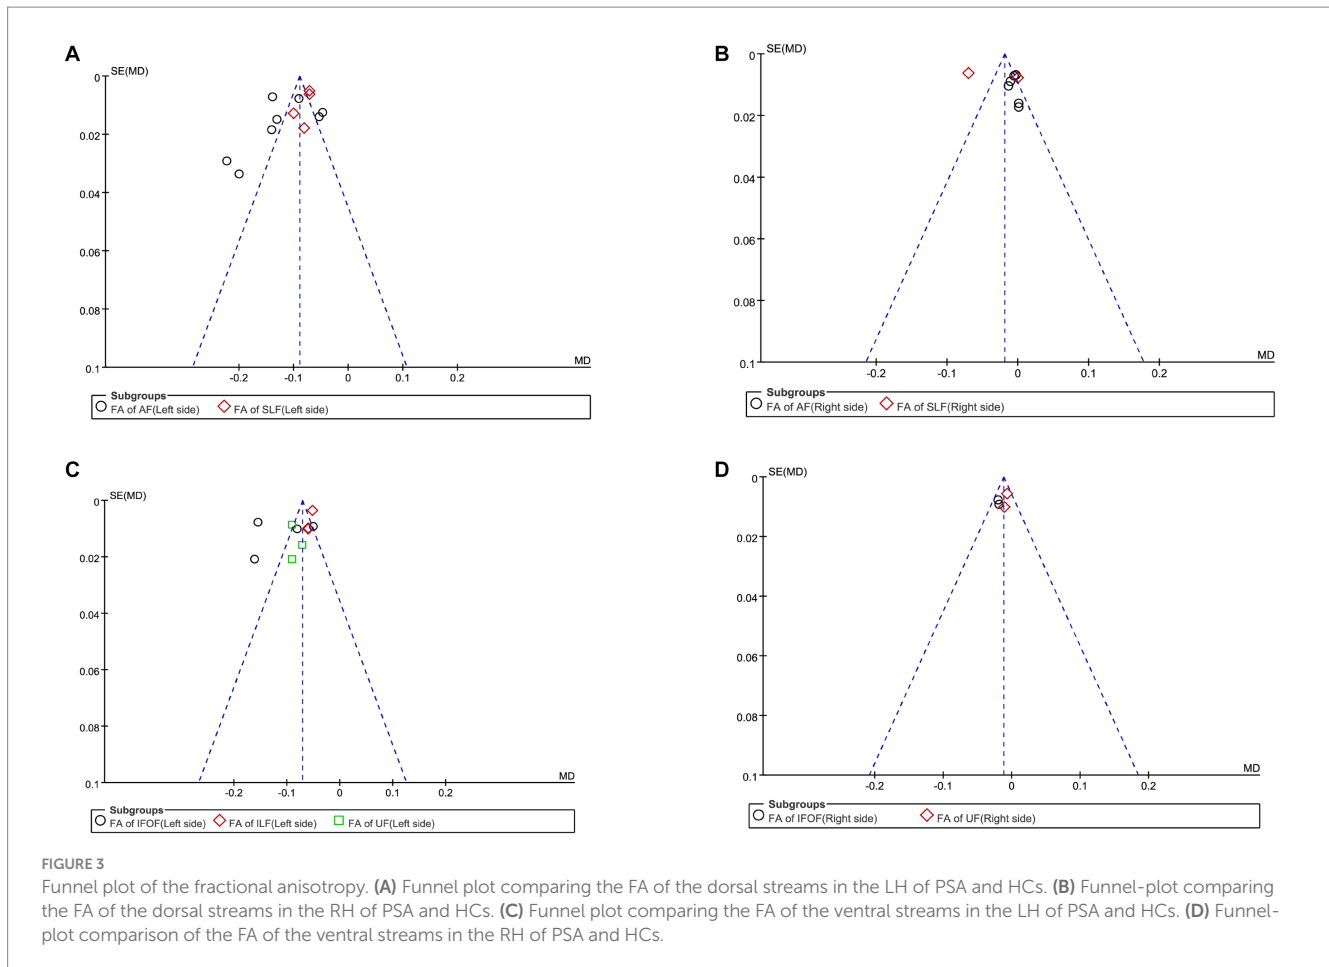 A
SE(MD)
0
0.02
0.04
0.06
0.08
0.1
MD
-0.2
-0.1
0
0.1
0.2
Subgroups
FA of AF(Left side)
FA of SLF(Left side)
B
SE(MD)
0
0.02
0.04
0.06
0.08
0.1
MD
-0.2
-0.1
0
0.1
0.2
Subgroups
FA of AF(Right side)
FA of SLF(Right side)
C
SE(MD)
0
0.02
0.04
0.06
0.08
0.1
MD
-0.2
-0.1
0
0.1
0.2
Subgroups
FA of IFOF(Left side)
FA of ILF(Left side)
FA of UF(Left side)
D
SE(MD)
0
0.02
0.04
0.06
0.08
0.1
MD
-0.2
-0.1
0
0.1
0.2
Subgroups
FA of IFOF(Right side)
FA of UF(Right side)
FIGURE 3
Funnel plot of the fractional anisotropy. (A) Funnel plot comparing the FA of the dorsal streams in the LH of PSA and HCs. (B) Funnel-plot comparing
the FA of the dorsal streams in the RH of PSA and HCs. (C) Funnel plot comparing the FA of the ventral streams in the LH of PSA and HCs. (D) Funnel-
plot comparison of the FA of the ventral streams in the RH of PSA and HCs.